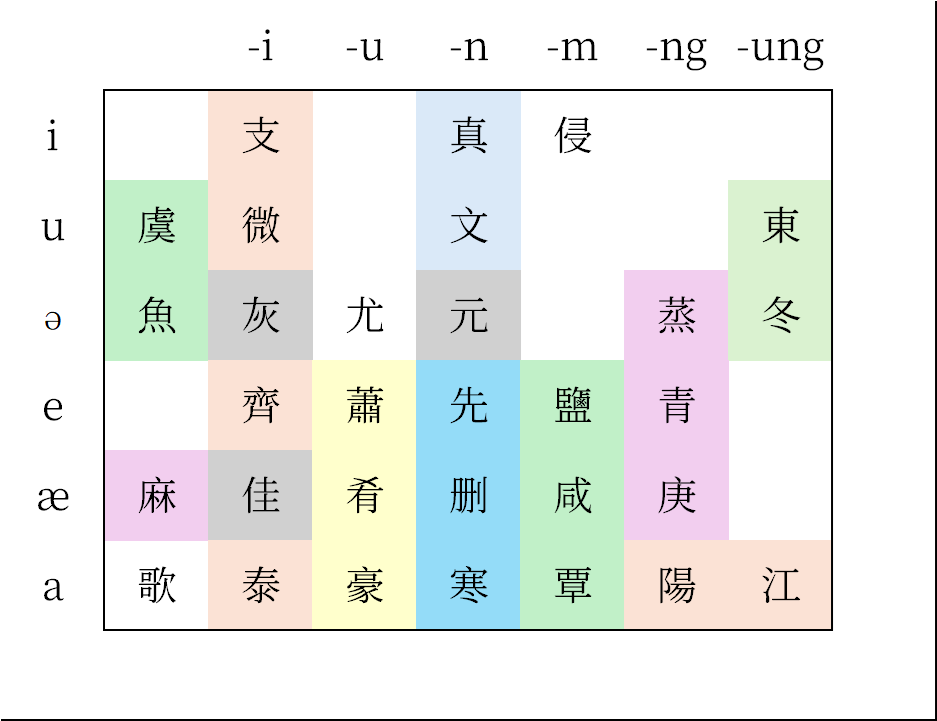 -i -u -n -m -ng -ung
i 支 真 侵
u 虞 微 文 東
ə 魚 灰 尤 元 蒸 冬
e 齊 蕭 先 鹽 青
æ 麻 佳 肴 删 咸 庚
a 歌 泰 豪 寒 覃 陽 江